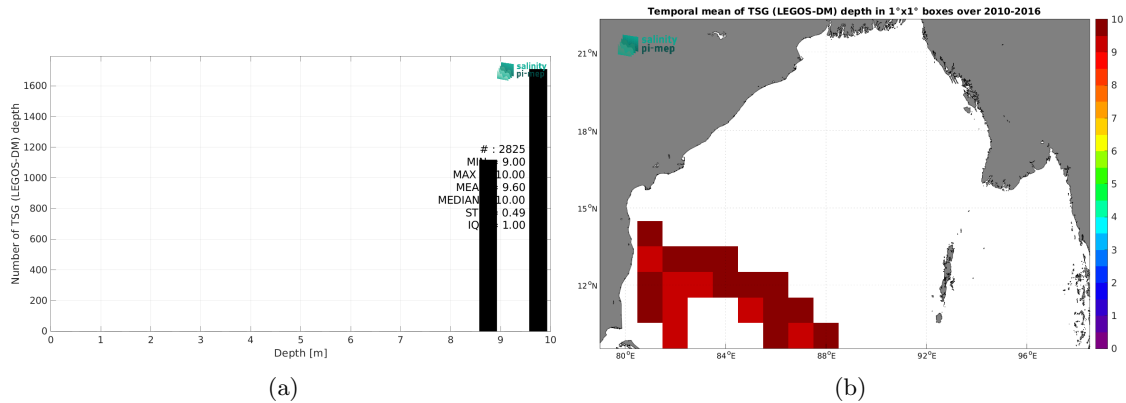 salinity
pi-mep
Number of TSG (LEGOS-DM) depth
1600
1400
1200
1000
800
600
400
200
0
# : 2825
9.00
MAX
10.00
9.60
MEDIAN
10.00
0.49
1.00
0 1 2 3 4 5 6 7 8 9 10
Depth [m]
(a)
Temporal mean of TSG (LEGOS-DM) depth in 1°x1° boxes over 2010-2016
salinity
pi-mep
21°N
18°N
15°N
12°N
80°E 84°E 88°E 92°E 96°E
10
9
8
7
6
5
4
3
2
1
0
(b)